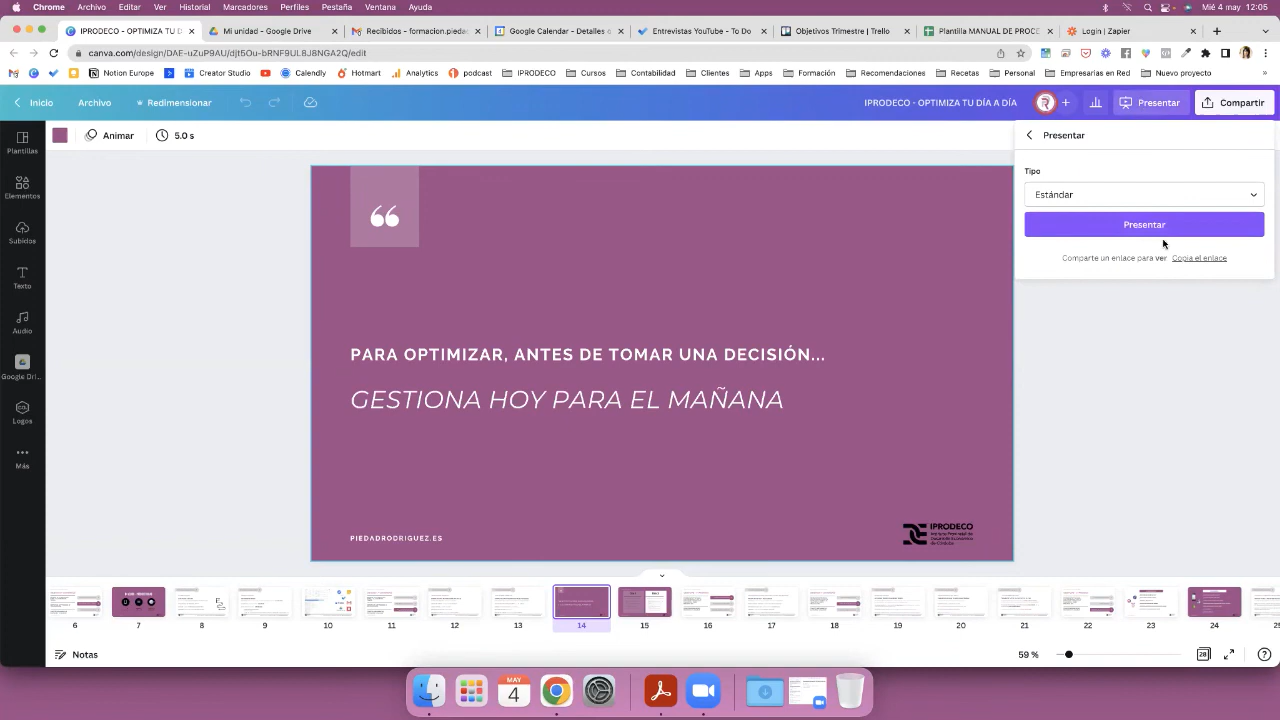 Chrome Archivo Editar Ver Historial Marcadores Perfiles Pestaña Ventana Ayuda
Mié 4 may 12:05
IPRODECO - OPTIMIZA TU D
Mi unidad - Google Drive
Recibidos - formacion.piedar
Google Calendar - Detalles d
Entrevistas YouTube - To Do
Objetivos Trimestre | Trello
Plantilla MANUAL DE PROCE
Login | Zapier
canva.com/design/DAE-uZuP9AU/djt5Ou-bRNF9UL8J8NGA2Q/edit
Notion Europe
Creator Studio
Calendly
Hotmart
Analytics
podcast
IPRODECO
Cursos
Contabilidad
Clientes
Apps
Formación
Recomendaciones
Recetas
Personal
Empresarias en Red
Nuevo proyecto
Inicio
Archivo
Redimensionar
IPRODECO - OPTIMIZA TU DÍA A DÍA
Presentar
Compartir
Animar
5.0 s
Plantillas
Elementos
Subidos
Texto
Audio
Google Dri...
Logos
Más
Presentar
Tipo
Estándar
Presentar
Comparte un enlace para ver Copia el enlace
PARA OPTIMIZAR, ANTES DE TOMAR UNA DECISIÓN...
GESTIONA HOY PARA EL MAÑANA
PIEDADRODRIGUEZ.ES
IPRODECO
6 7 8 9 10 11 12 13 14 15 16 17 18 19 20 21 22 23 24 25
Notas
59 %
28
MAY
4